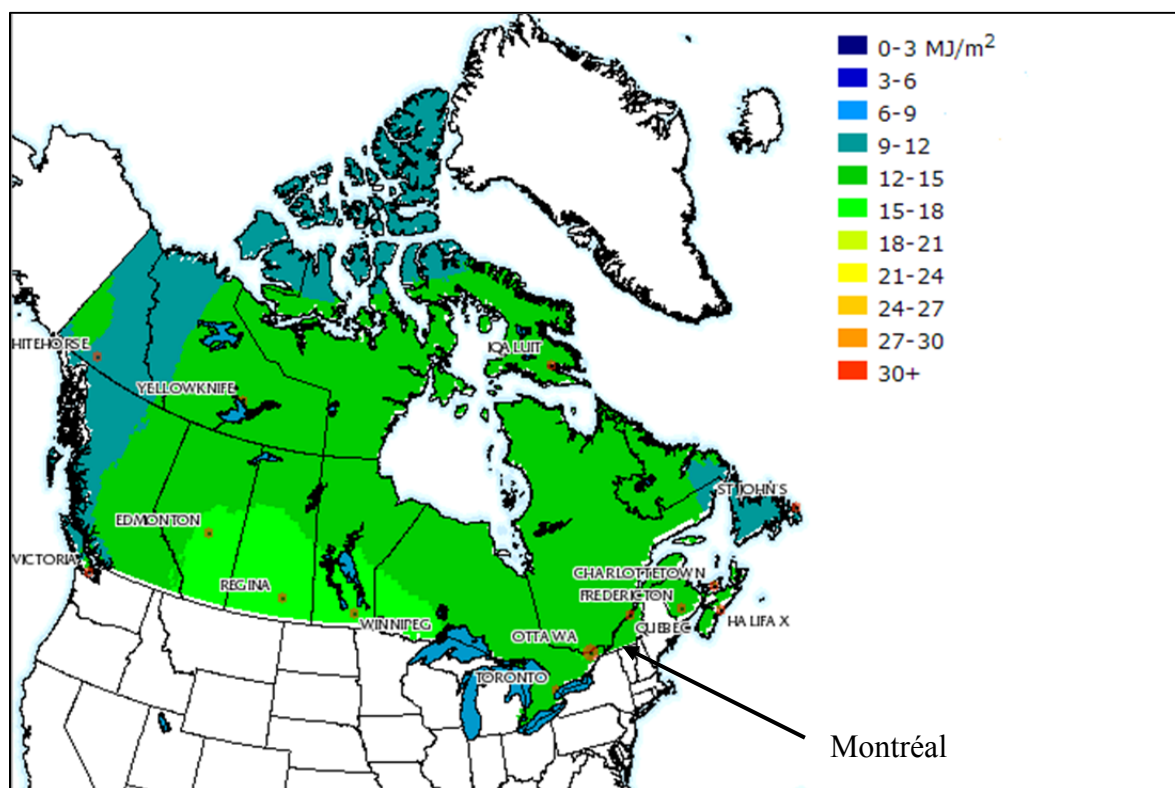 0-3 MJ/m²
3-6
6-9
9-12
12-15
15-18
18-21
21-24
24-27
27-30
30+
HITEHORSE
YELLOWKNIFE
IQALUIT
ST JOHN'S
EDMONTON
VICTORIA
REGINA
WINNIPEG
CHARLOTTETOWN
FREDERICTON
HALIFAX
QUEBEC
OTTAWA
TORONTO
Montréal